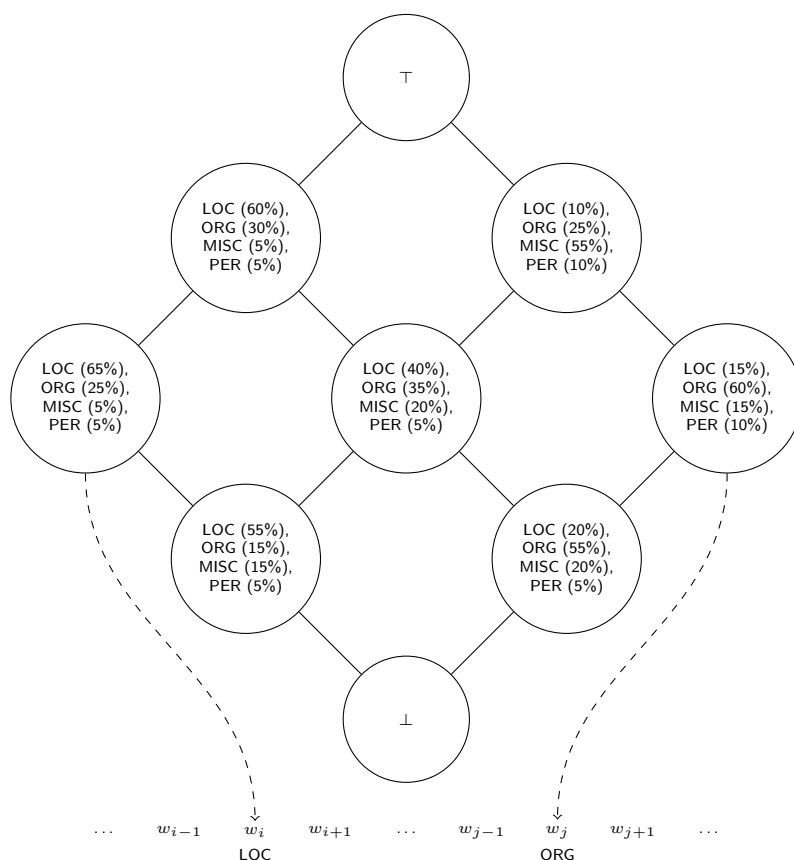 ⊤
LOC (60%),
ORG (30%),
MISC (5%),
PER (5%)
LOC (10%),
ORG (25%),
MISC (55%),
PER (10%)
LOC (65%),
ORG (25%),
MISC (5%),
PER (5%)
LOC (40%),
ORG (35%),
MISC (20%),
PER (5%)
LOC (15%),
ORG (60%),
MISC (15%),
PER (10%)
LOC (55%),
ORG (15%),
MISC (15%),
PER (5%)
LOC (20%),
ORG (55%),
MISC (20%),
PER (5%)
⊥
... w_{i−1} w_i w_{i+1} ... w_{j−1} w_j w_{j+1} ...
LOC ORG